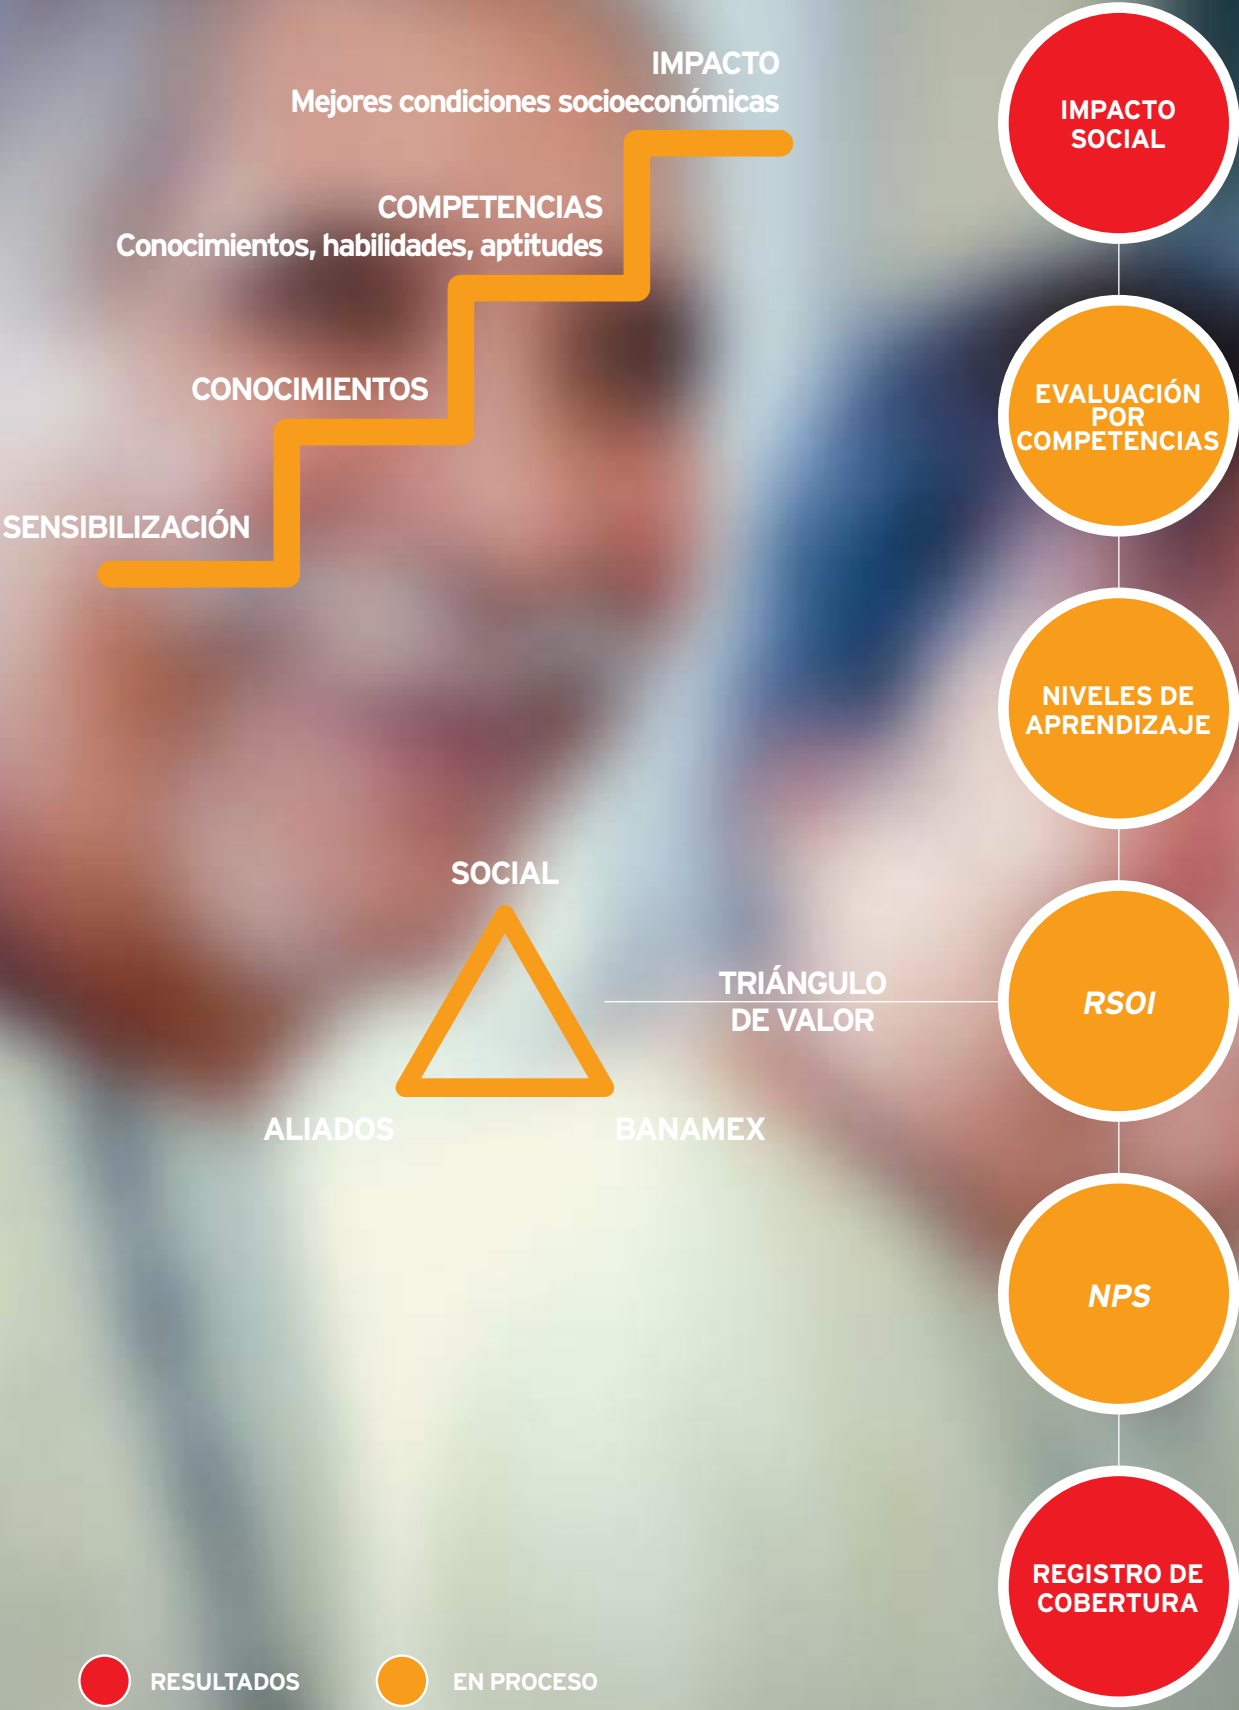 IMPACTO
Mejores condiciones socioeconómicas
COMPETENCIAS
Conocimientos, habilidades, aptitudes
CONOCIMIENTOS
SENSIBILIZACIÓN
IMPACTO
SOCIAL
EVALUACIÓN
POR
COMPETENCIAS
NIVELES DE
APRENDIZAJE
SOCIAL
TRIÁNGULO
DE VALOR
ALIADOS
BANAMEX
RSOI
NPS
REGISTRO DE
COBERTURA
RESULTADOS
EN PROCESO